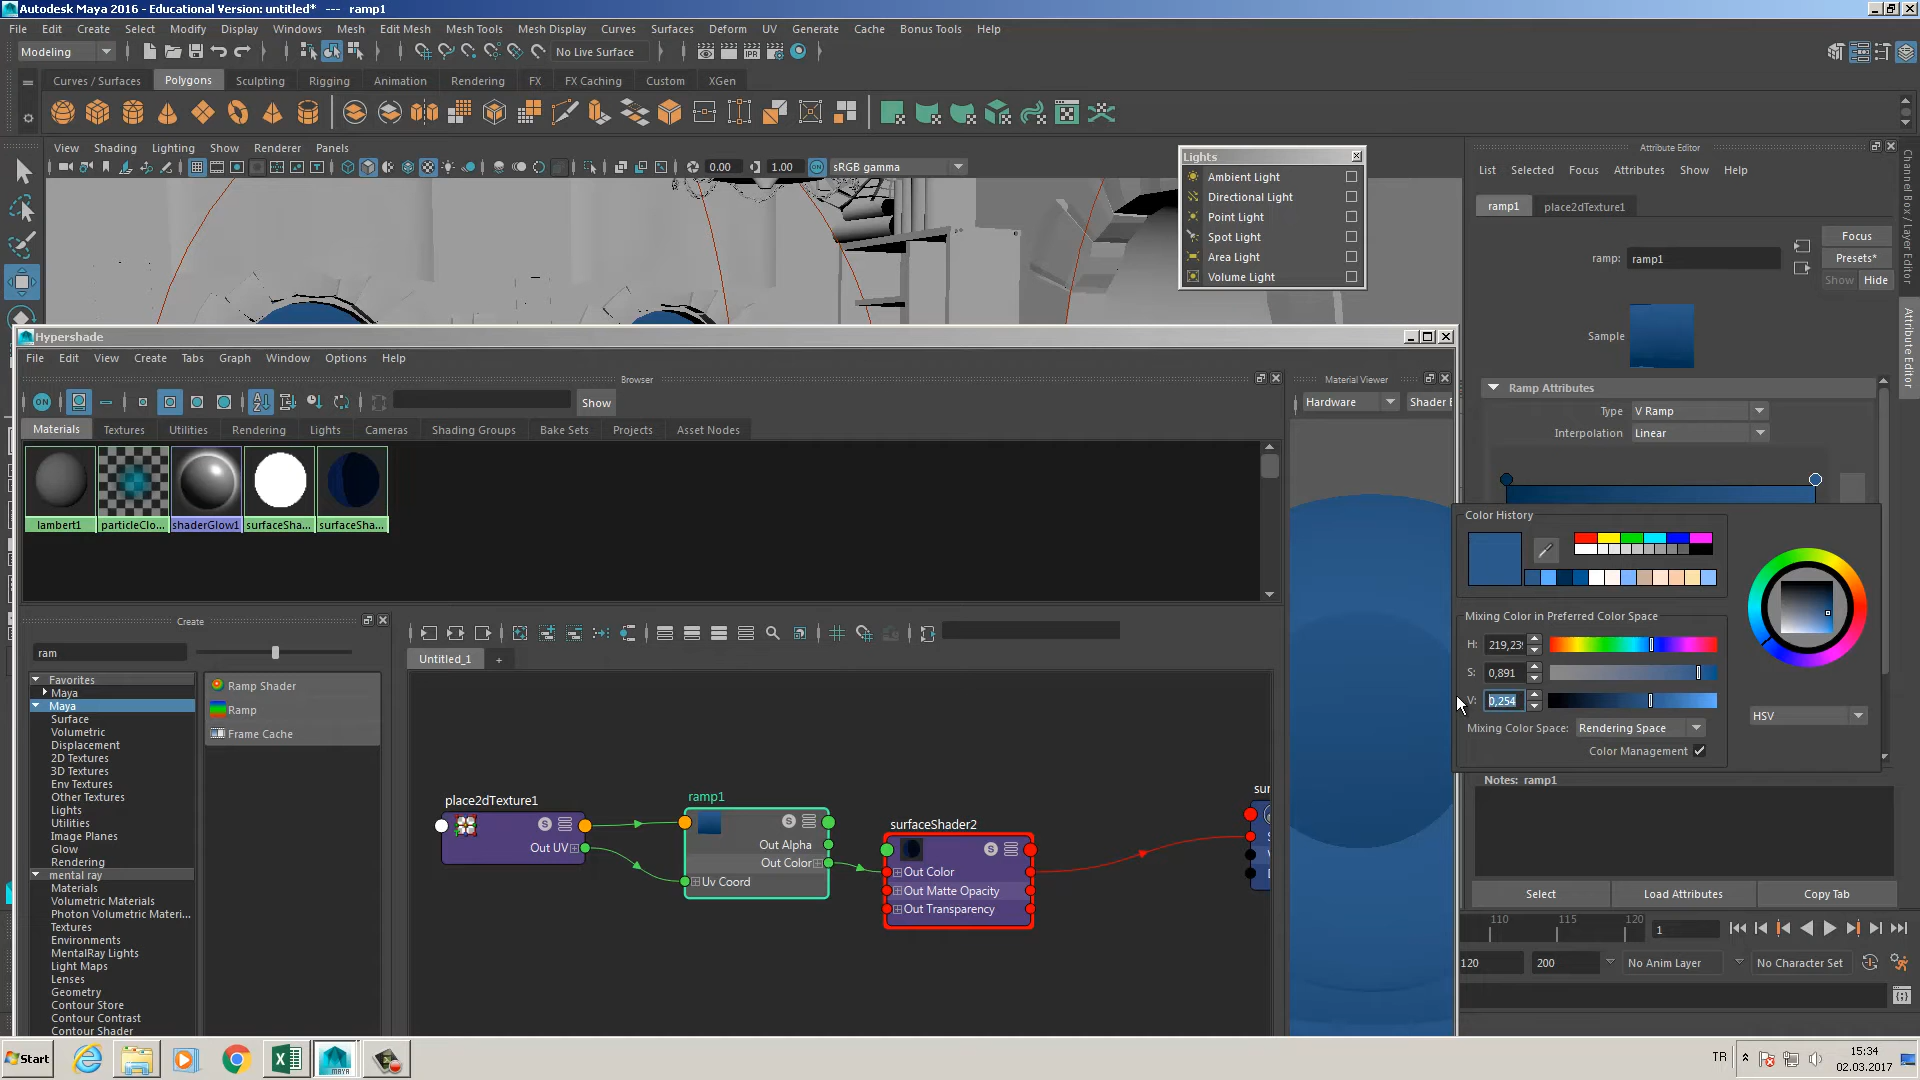 Autodesk Maya 2016 - Educational Version: untitled* --- ramp1
File Edit Create Select Modify Display Windows Mesh Edit Mesh Mesh Tools Mesh Display Curves Surfaces Deform UV Generate Cache Bonus Tools Help
Modeling No Live Surface
Curves / Surfaces Polygons Sculpting Rigging Animation Rendering FX FX Caching Custom XGen
View Shading Lighting Show Renderer Panels
0.00 1.00 ON sRGB gamma
Lights
Ambient Light
Directional Light
Point Light
Spot Light
Area Light
Volume Light
Attribute Editor
List Selected Focus Attributes Show Help
ramp1 place2dTexture1
Focus
ramp: ramp1
Presets*
Show Hide
Sample
Ramp Attributes
Type V Ramp
Interpolation Linear
Channel Box / Layer Editor
Attribute Editor
Hypershade
File Edit View Create Tabs Graph Window Options Help
Browser
ON Show
Materials Textures Utilities Rendering Lights Cameras Shading Groups Bake Sets Projects Asset Nodes
lambert1 particleClo... shaderGlow1 surfaceSha... surfaceSha...
Material Viewer
Hardware Shader B
Color History
Mixing Color in Preferred Color Space
H: 219,23
S: 0,891
V: 0,254
HSV
Mixing Color Space: Rendering Space
Color Management
Notes: ramp1
Select Load Attributes Copy Tab
Create
ram
Favorites
Maya
Maya
Surface
Volumetric
Displacement
2D Textures
3D Textures
Env Textures
Other Textures
Lights
Utilities
Image Planes
Glow
Rendering
mental ray
Materials
Volumetric Materials
Photon Volumetric Materi...
Textures
Environments
MentalRay Lights
Light Maps
Lenses
Geometry
Contour Store
Contour Contrast
Contour Shader
Ramp Shader
Ramp
Frame Cache
Untitled_1 +
place2dTexture1
Out UV
ramp1
Out Alpha
Out Color
Uv Coord
surfaceShader2
Out Color
Out Matte Opacity
Out Transparency
sur
110 115 120 1
120 200 No Anim Layer No Character Set
Start
MAYA
TR
15:34
02.03.2017